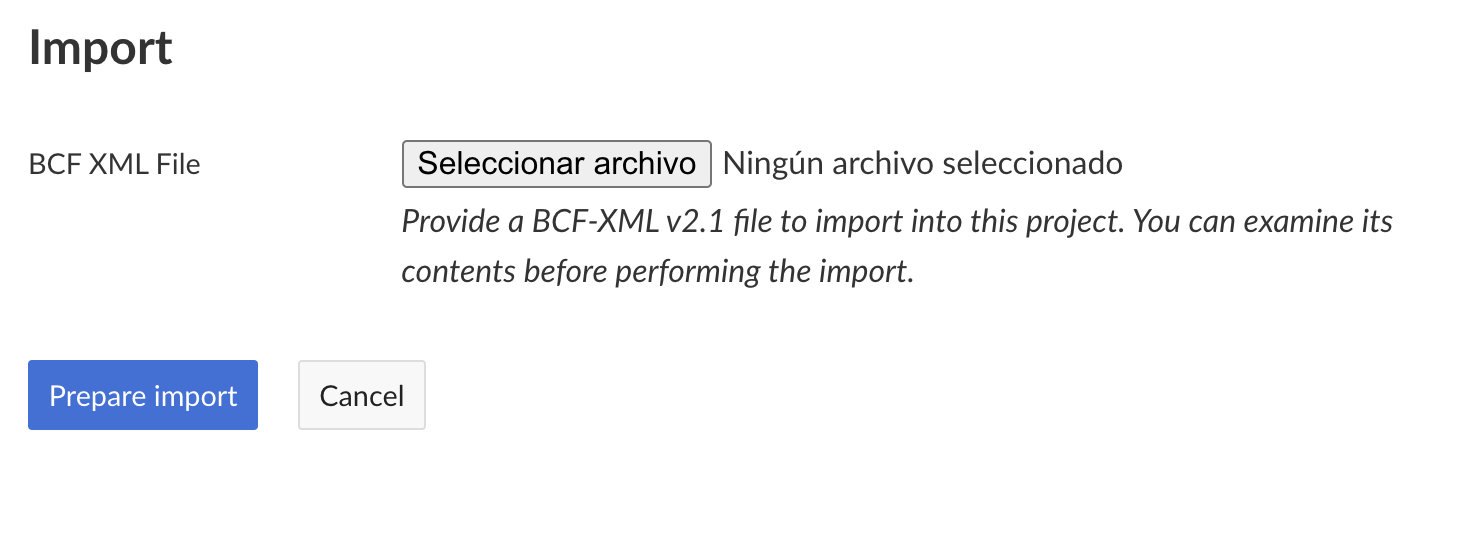 Import
BCF XML File
Seleccionar archivo Ningún archivo seleccionado
Provide a BCF-XML v2.1 file to import into this project. You can examine its
contents before performing the import.
Prepare import
Cancel